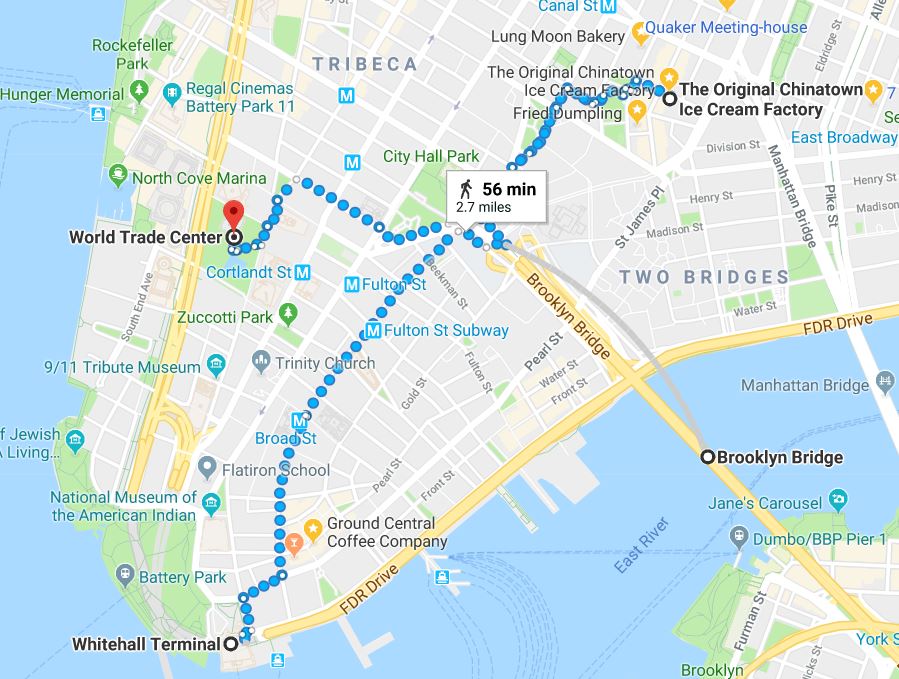 Canal St M
Lung Moon Bakery
Quaker Meeting-house
Rockefeller
Park
TRIBECA
The Original Chinatown
Ice Cream Factory
The Original Chinatown
Ice Cream Factory
Eldridge St
Hunger Memorial
Regal Cinemas
Battery Park 11
M
Fried Dumpling
7
East Broadway
City Hall Park
M
Division St
Manhattan Bridge
Pike St
Henry St
Henry St
North Cove Marina
56 min
2.7 miles
St James Pl
Madison St
Madison
World Trade Center
Cortlandt St M
M Fulton St
Beekman St
TWO BRIDGES
South End Ave
Zuccotti Park
M Fulton St Subway
Brooklyn Bridge
Water St
FDR Drive
9/11 Tribute Museum
Trinity Church
Fulton St
Pearl St
Water St
Front St
Gold St
Manhattan Bridge
of Jewish
A Living...
M
Broad St
Flatiron School
Pearl St
Front St
Brooklyn Bridge
National Museum of
the American Indian
Jane's Carousel
Ground Central
Coffee Company
East River
Dumbo/BBP Pier 1
Battery Park
FDR Drive
Furman St
Whitehall Terminal
York S
Hicks St
Brooklyn